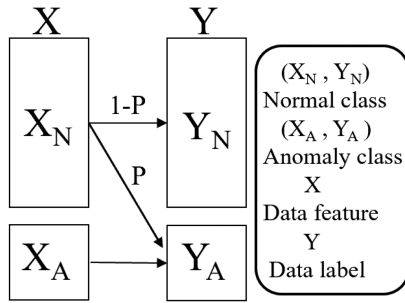 X Y
X_N 1-P Y_N
P
X_A Y_A
(X_N , Y_N)
Normal class
(X_A , Y_A )
Anomaly class
X
Data feature
Y
Data label